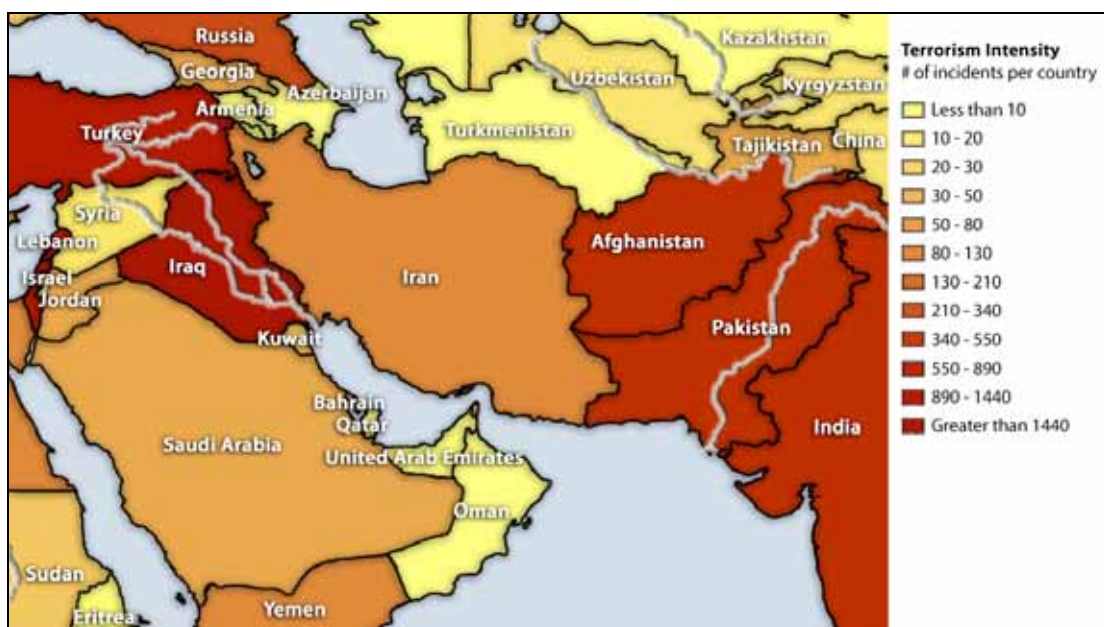 Russia
Kazakhstan
Georgia
Uzbekistan
Kyrgyzstan
Azerbaijan
Armenia
Turkey
Turkmenistan
Tajikistan
China
Syria
Lebanon
Afghanistan
Iraq
Iran
Israel
Jordan
Pakistan
Kuwait
Bahrain
Qatar
India
Saudi Arabia
United Arab Emirates
Oman
Sudan
Eritrea
Yemen
Terrorism Intensity
# of incidents per country
Less than 10
10 - 20
20 - 30
30 - 50
50 - 80
80 - 130
130 - 210
210 - 340
340 - 550
550 - 890
890 - 1440
Greater than 1440